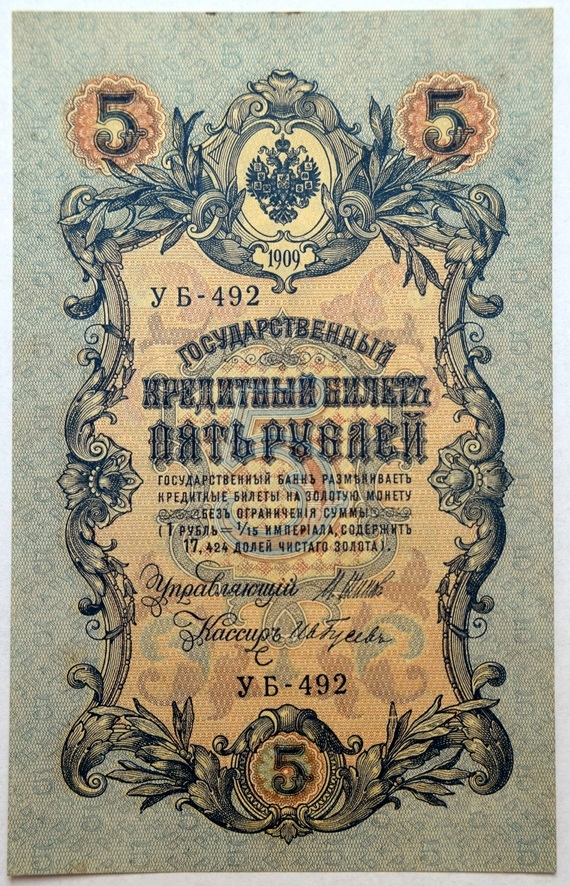 5 5
1909
УБ-492
ГОСУДАРСТВЕННЫЙ
КРЕДИТНЫЙ БИЛЕТЪ
ПЯТЬ РУБЛЕЙ
ГОСУДАРСТВЕННЫЙ БАНКЪ РАЗМѢНИВАЕТЪ
КРЕДИТНЫЕ БИЛЕТЫ НА ЗОЛОТУЮ МОНЕТУ
БЕЗЪ ОГРАНИЧЕНІЯ СУММЫ
(1 РУБЛЬ = 1/15 ИМПЕРІАЛА, СОДЕРЖИТЪ
17,424 ДОЛЕЙ ЧИСТАГО ЗОЛОТА).
Управляющій
Кассиръ
УБ-492
5